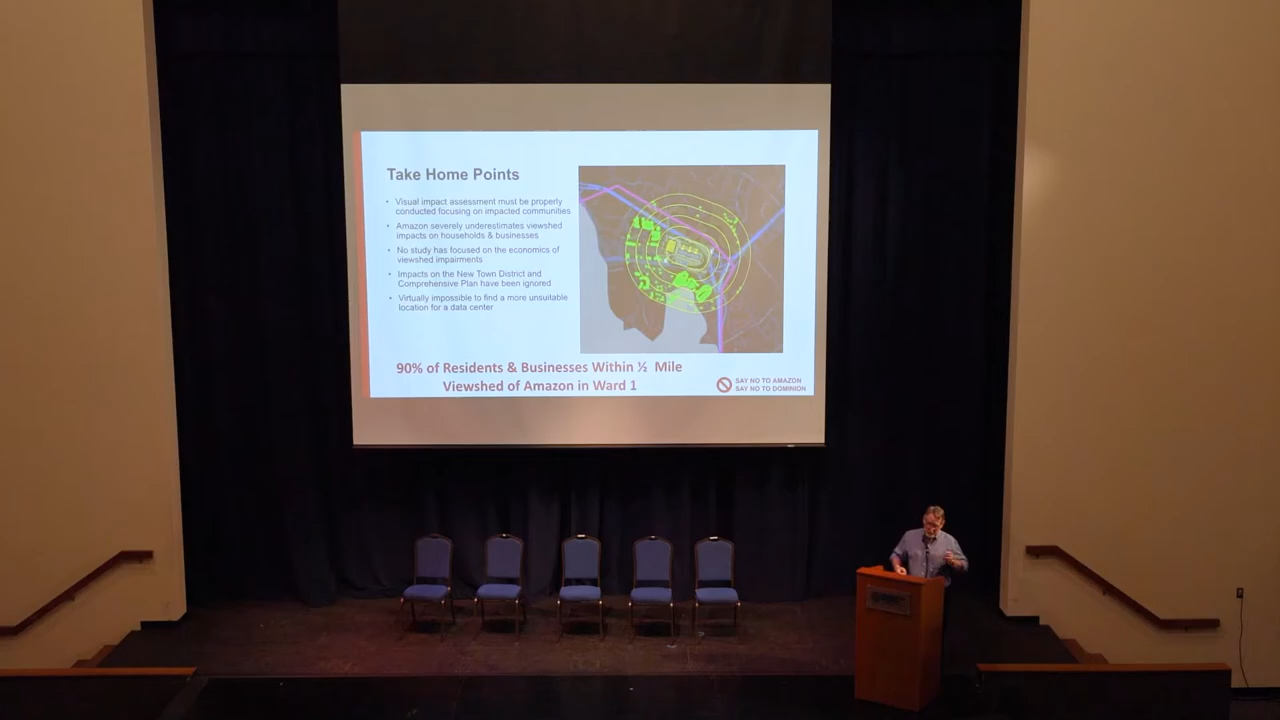 Take Home Points
• Visual impact assessment must be properly
conducted focusing on impacted communities
• Amazon severely underestimates viewshed
impacts on households & businesses
• No study has focused on the economics of
viewshed impairments
• Impacts on the New Town District and
Comprehensive Plan have been ignored
• Virtually impossible to find a more unsuitable
location for a data center
90% of Residents & Businesses Within ½ Mile
Viewshed of Amazon in Ward 1
SAY NO TO AMAZON
SAY NO TO DOMINION